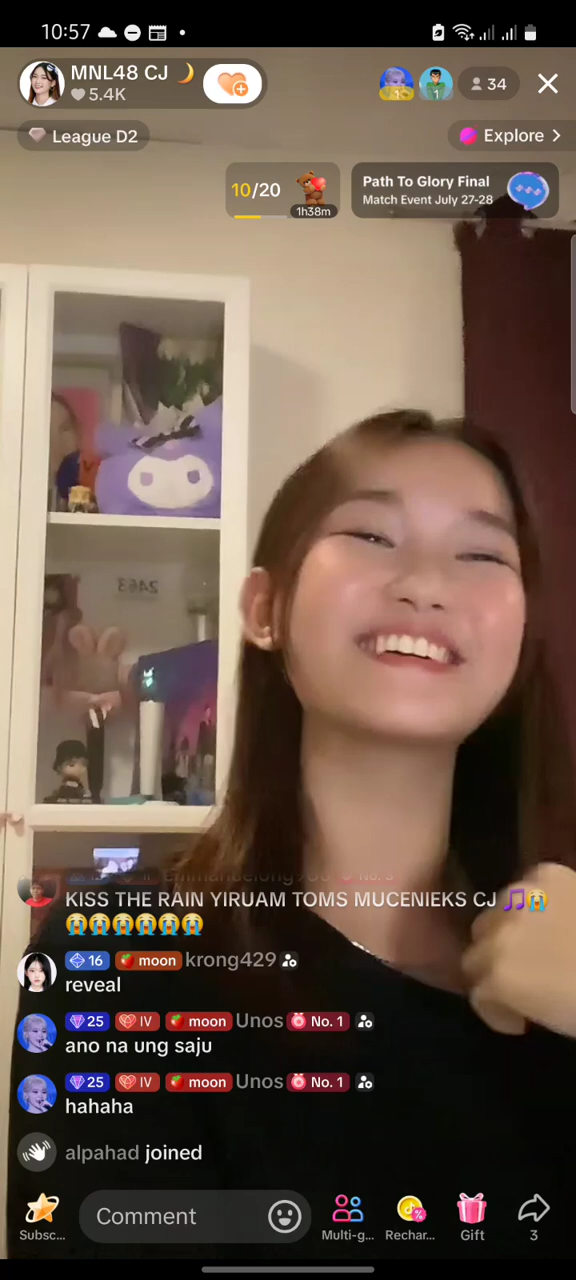 10:57
MNL48 CJ 🌙
5.4K
1
1
34
League D2
Explore >
10/20
1h38m
Path To Glory Final
Match Event July 27-28
2463
KISS THE RAIN YIRUAM TOMS MUCENIEKS CJ 🎵😭
😭😭😭😭😭😭
16 moon krong429
reveal
25 IV moon Unos No. 1
ano na ung saju
25 IV moon Unos No. 1
hahaha
alpahad joined
Subsc...
Comment
Multi-g...
Rechar...
Gift
3